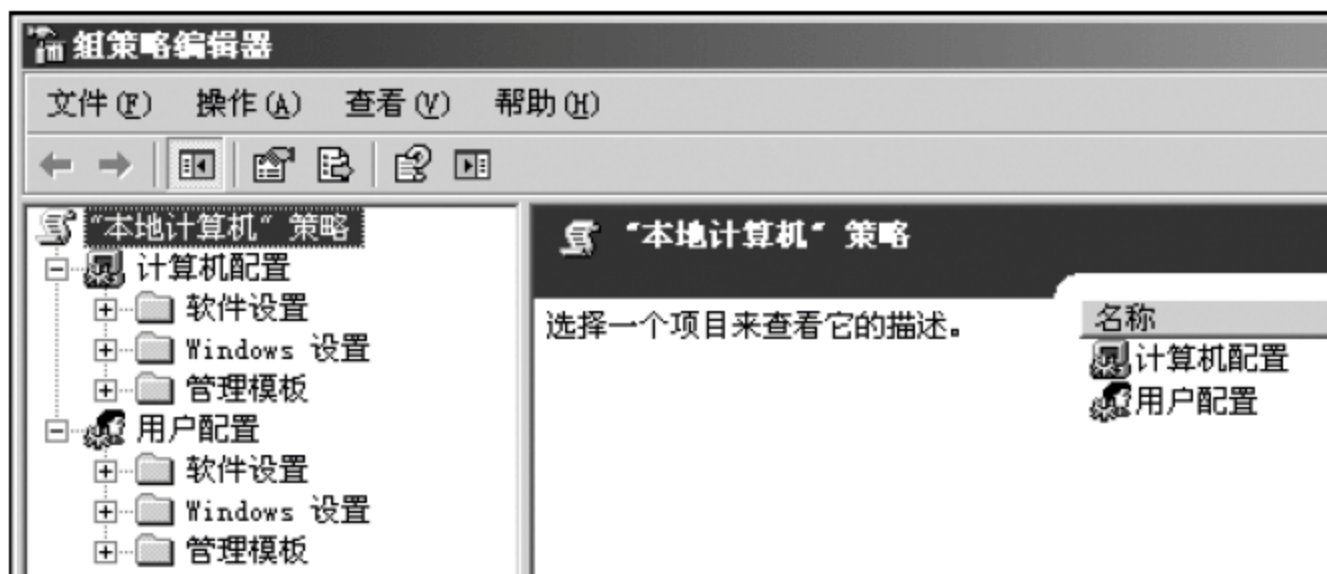 组策略编辑器
文件(F) 操作(A) 查看(V) 帮助(H)
“本地计算机” 策略
计算机配置
软件设置
Windows 设置
管理模板
用户配置
软件设置
Windows 设置
管理模板
“本地计算机” 策略
选择一个项目来查看它的描述。
名称
计算机配置
用户配置